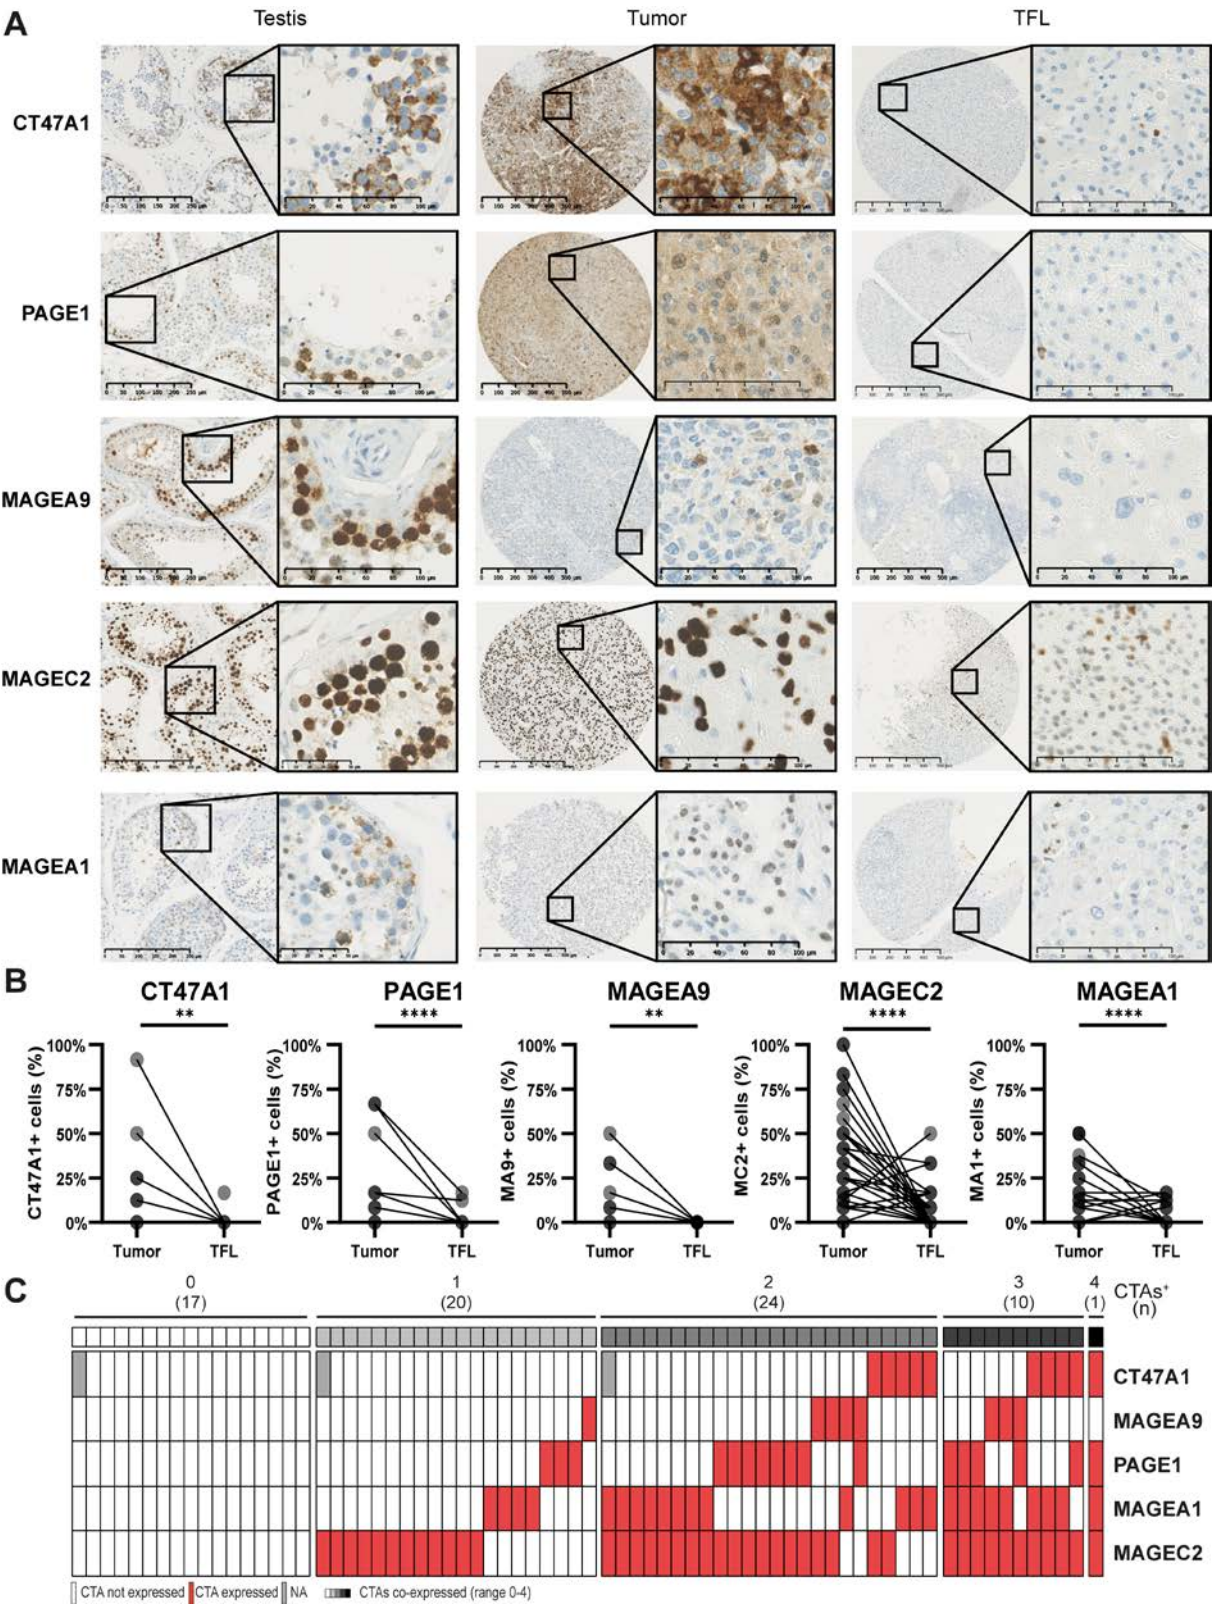 A
Testis
Tumor
TFL
CT47A1
PAGE1
MAGEA9
MAGEC2
MAGEA1
B
CT47A1
PAGE1
MAGEA9
MAGEC2
MAGEA1
**
****
**
****
****
CT47A1+ cells (%)
100%
75%
50%
25%
0%
Tumor
TFL
PAGE1+ cells (%)
100%
75%
50%
25%
0%
Tumor
TFL
MA9+ cells (%)
100%
75%
50%
25%
0%
Tumor
TFL
MC2+ cells (%)
100%
75%
50%
25%
0%
Tumor
TFL
MA1+ cells (%)
100%
75%
50%
25%
0%
Tumor
TFL
C
0
(17)
1
(20)
2
(24)
3
(10)
4
(1)
CTAs+
(n)
CT47A1
MAGEA9
PAGE1
MAGEA1
MAGEC2
CTA not expressed
CTA expressed
NA
CTAs co-expressed (range 0-4)